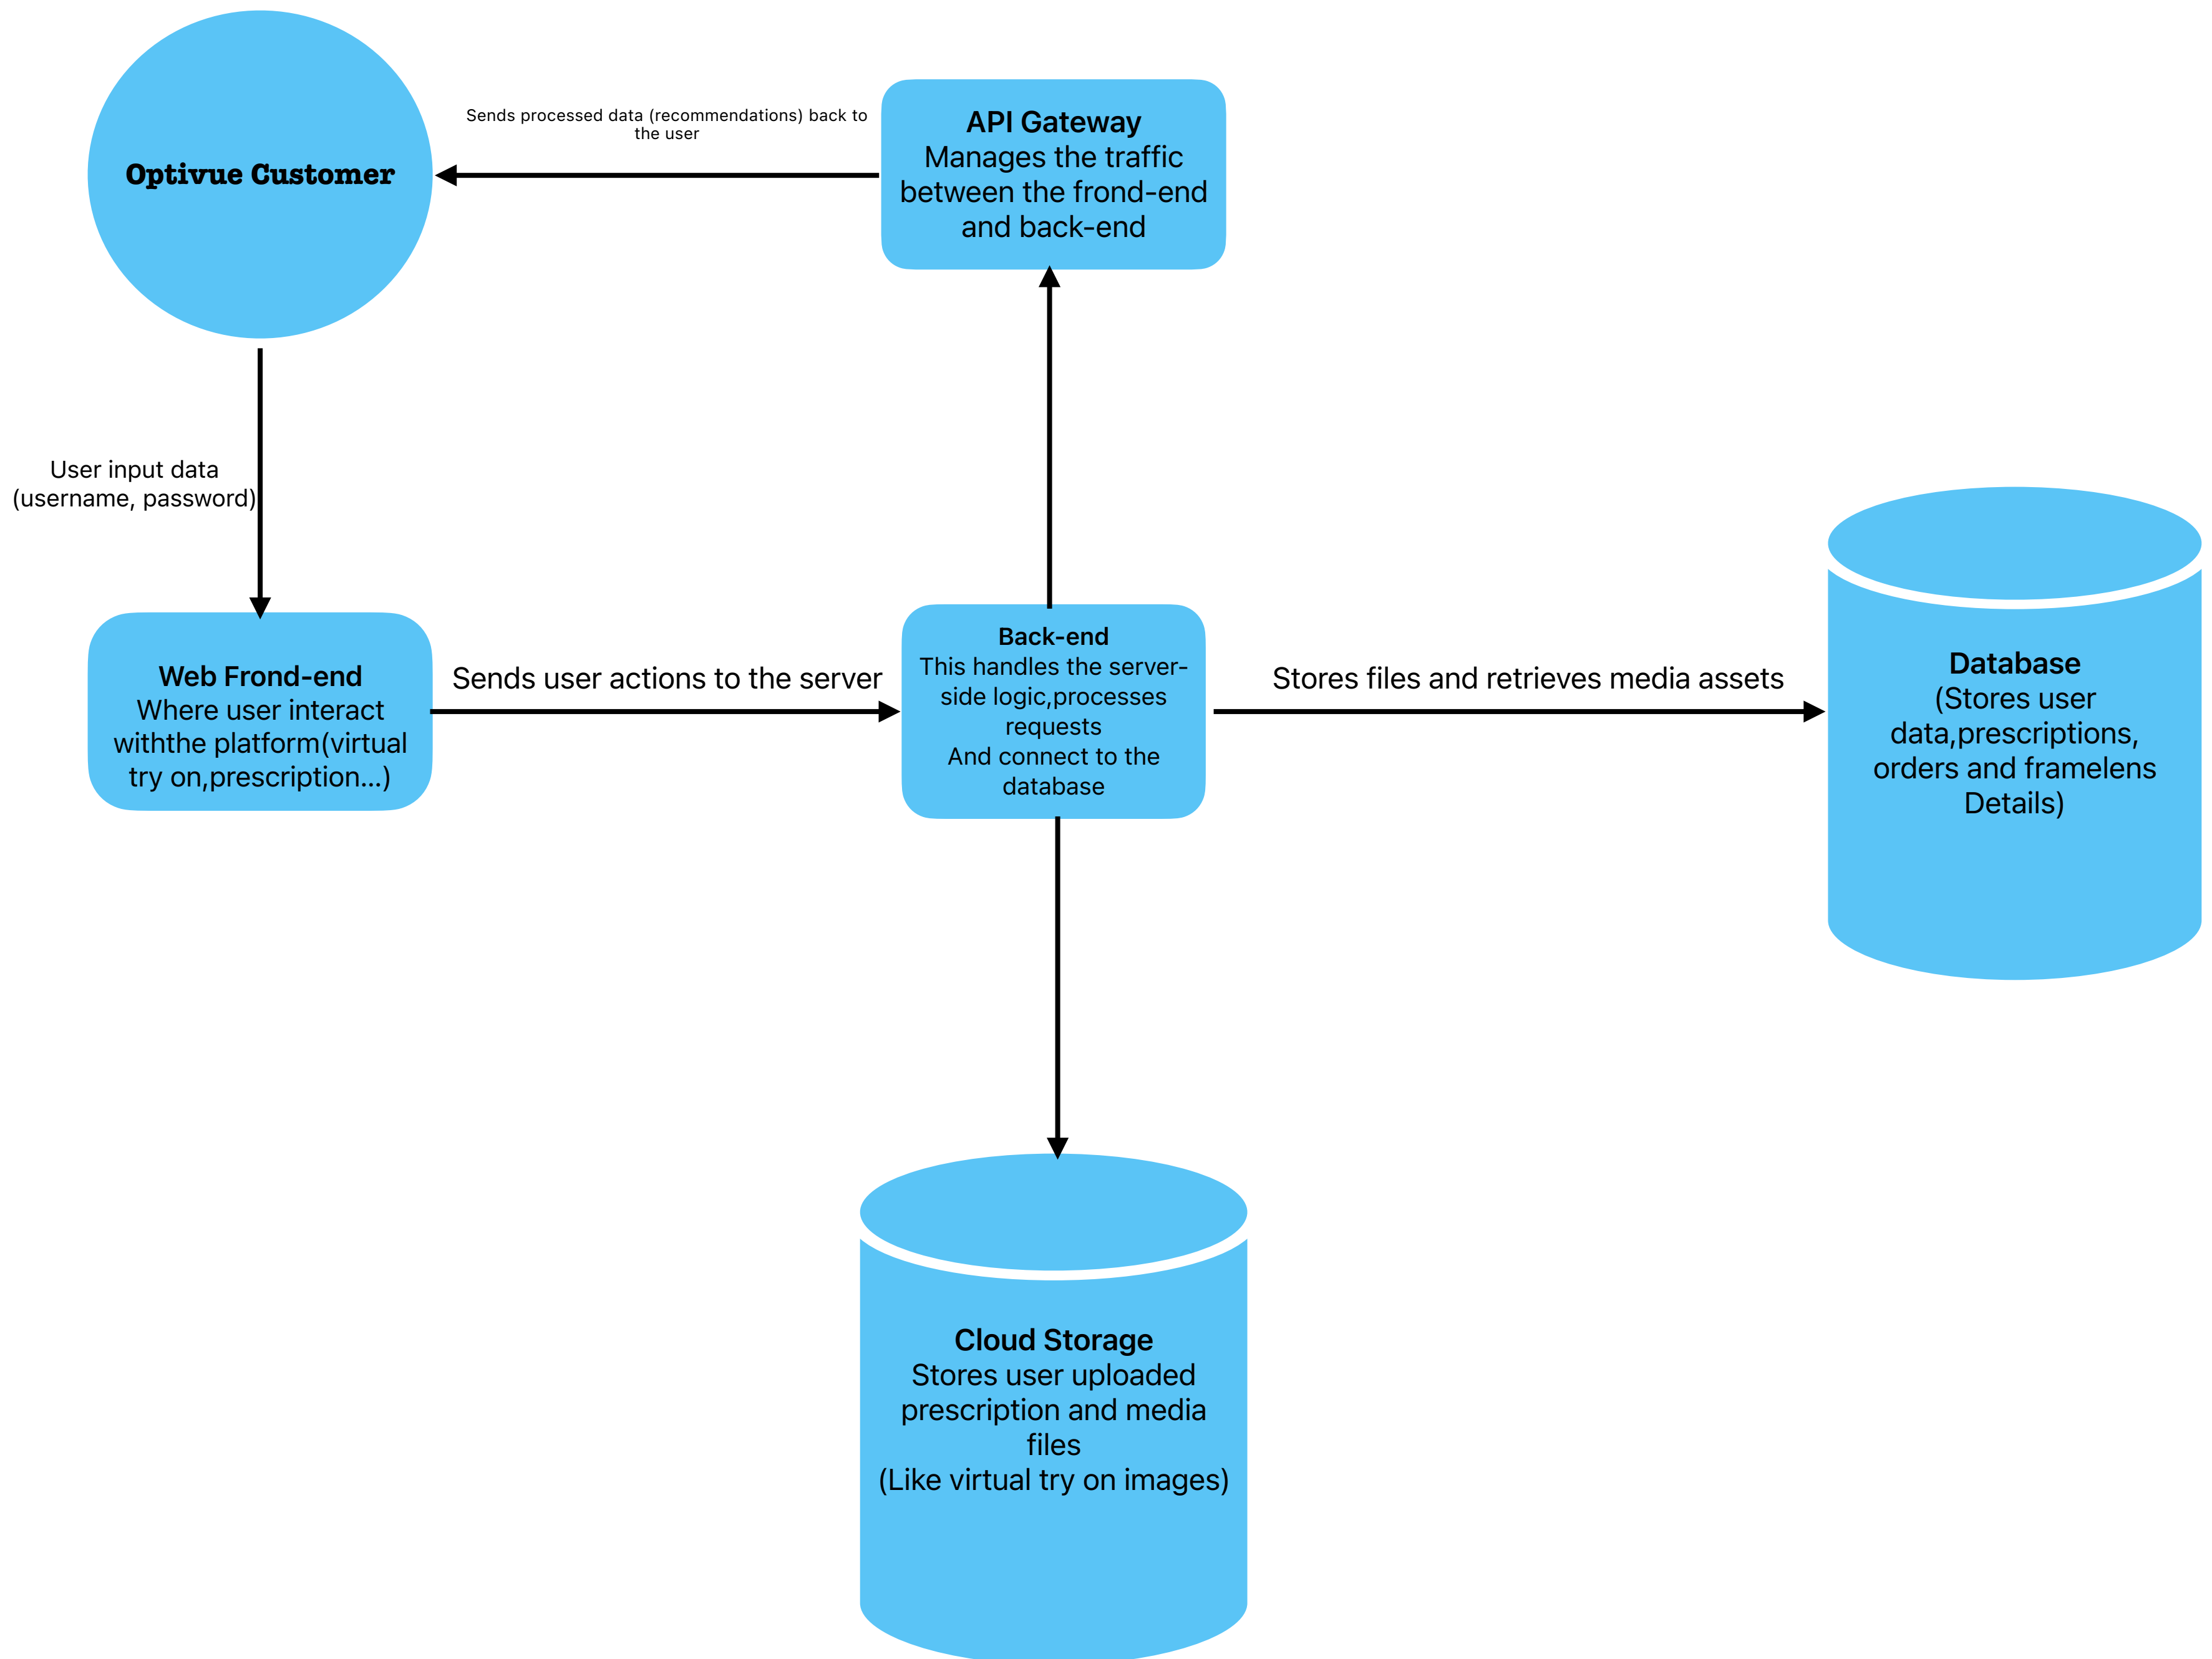 Sends processed data (recommendations) back to
the user
Optivue Customer
API Gateway
Manages the traffic
between the frond-end
and back-end
User input data
(username, password)
Web Frond-end
Where user interact
withthe platform(virtual
try on,prescription...)
Sends user actions to the server
Back-end
This handles the server-
side logic,processes
requests
And connect to the
database
Stores files and retrieves media assets
Database
(Stores user
data,prescriptions,
orders and framelens
Details)
Cloud Storage
Stores user uploaded
prescription and media
files
(Like virtual try on images)